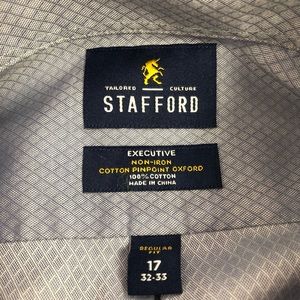 TAILORED CULTURE
STAFFORD
EXECUTIVE
NON-IRON
COTTON PINPOINT OXFORD
100% COTTON
MADE IN CHINA
REGULAR
FIT
17
32-33